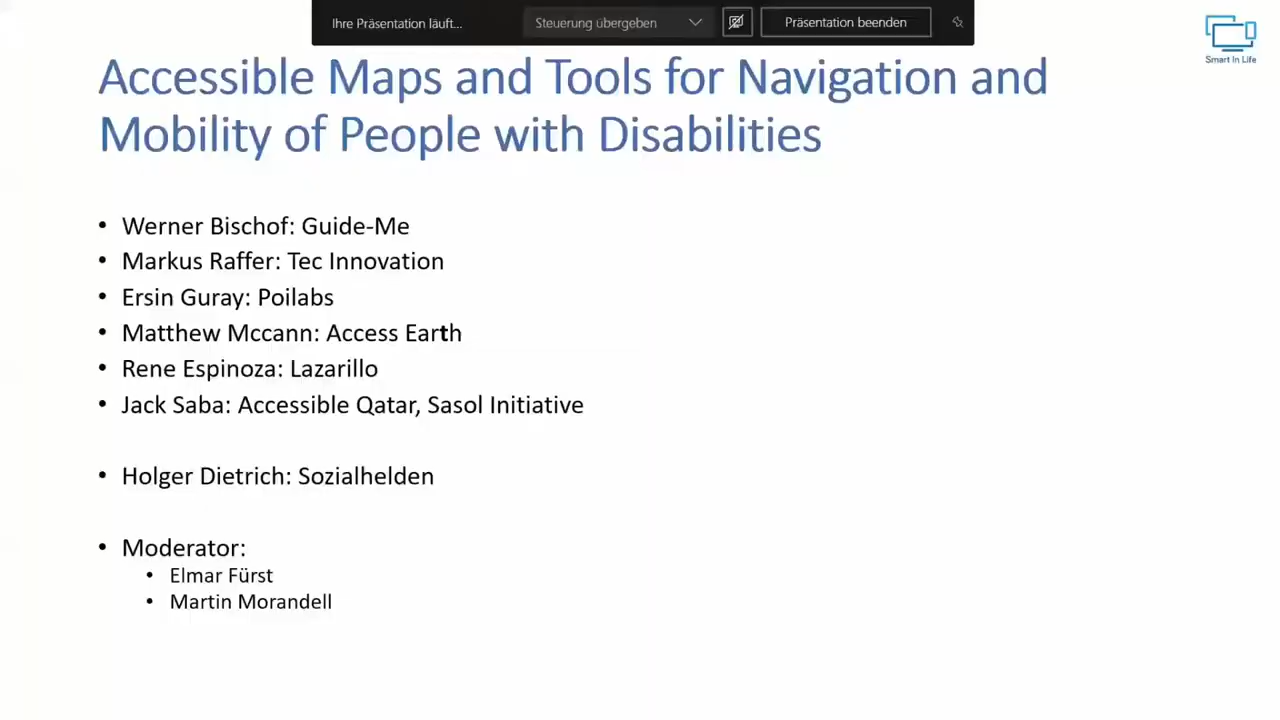 Ihre Präsentation läuft...
Steuerung übergeben
Präsentation beenden
Smart In Life
Accessible Maps and Tools for Navigation and
Mobility of People with Disabilities
• Werner Bischof: Guide-Me
• Markus Raffer: Tec Innovation
• Ersin Guray: Poilabs
• Matthew Mccann: Access Earth
• Rene Espinoza: Lazarillo
• Jack Saba: Accessible Qatar, Sasol Initiative
• Holger Dietrich: Sozialhelden
• Moderator:
• Elmar Fürst
• Martin Morandell